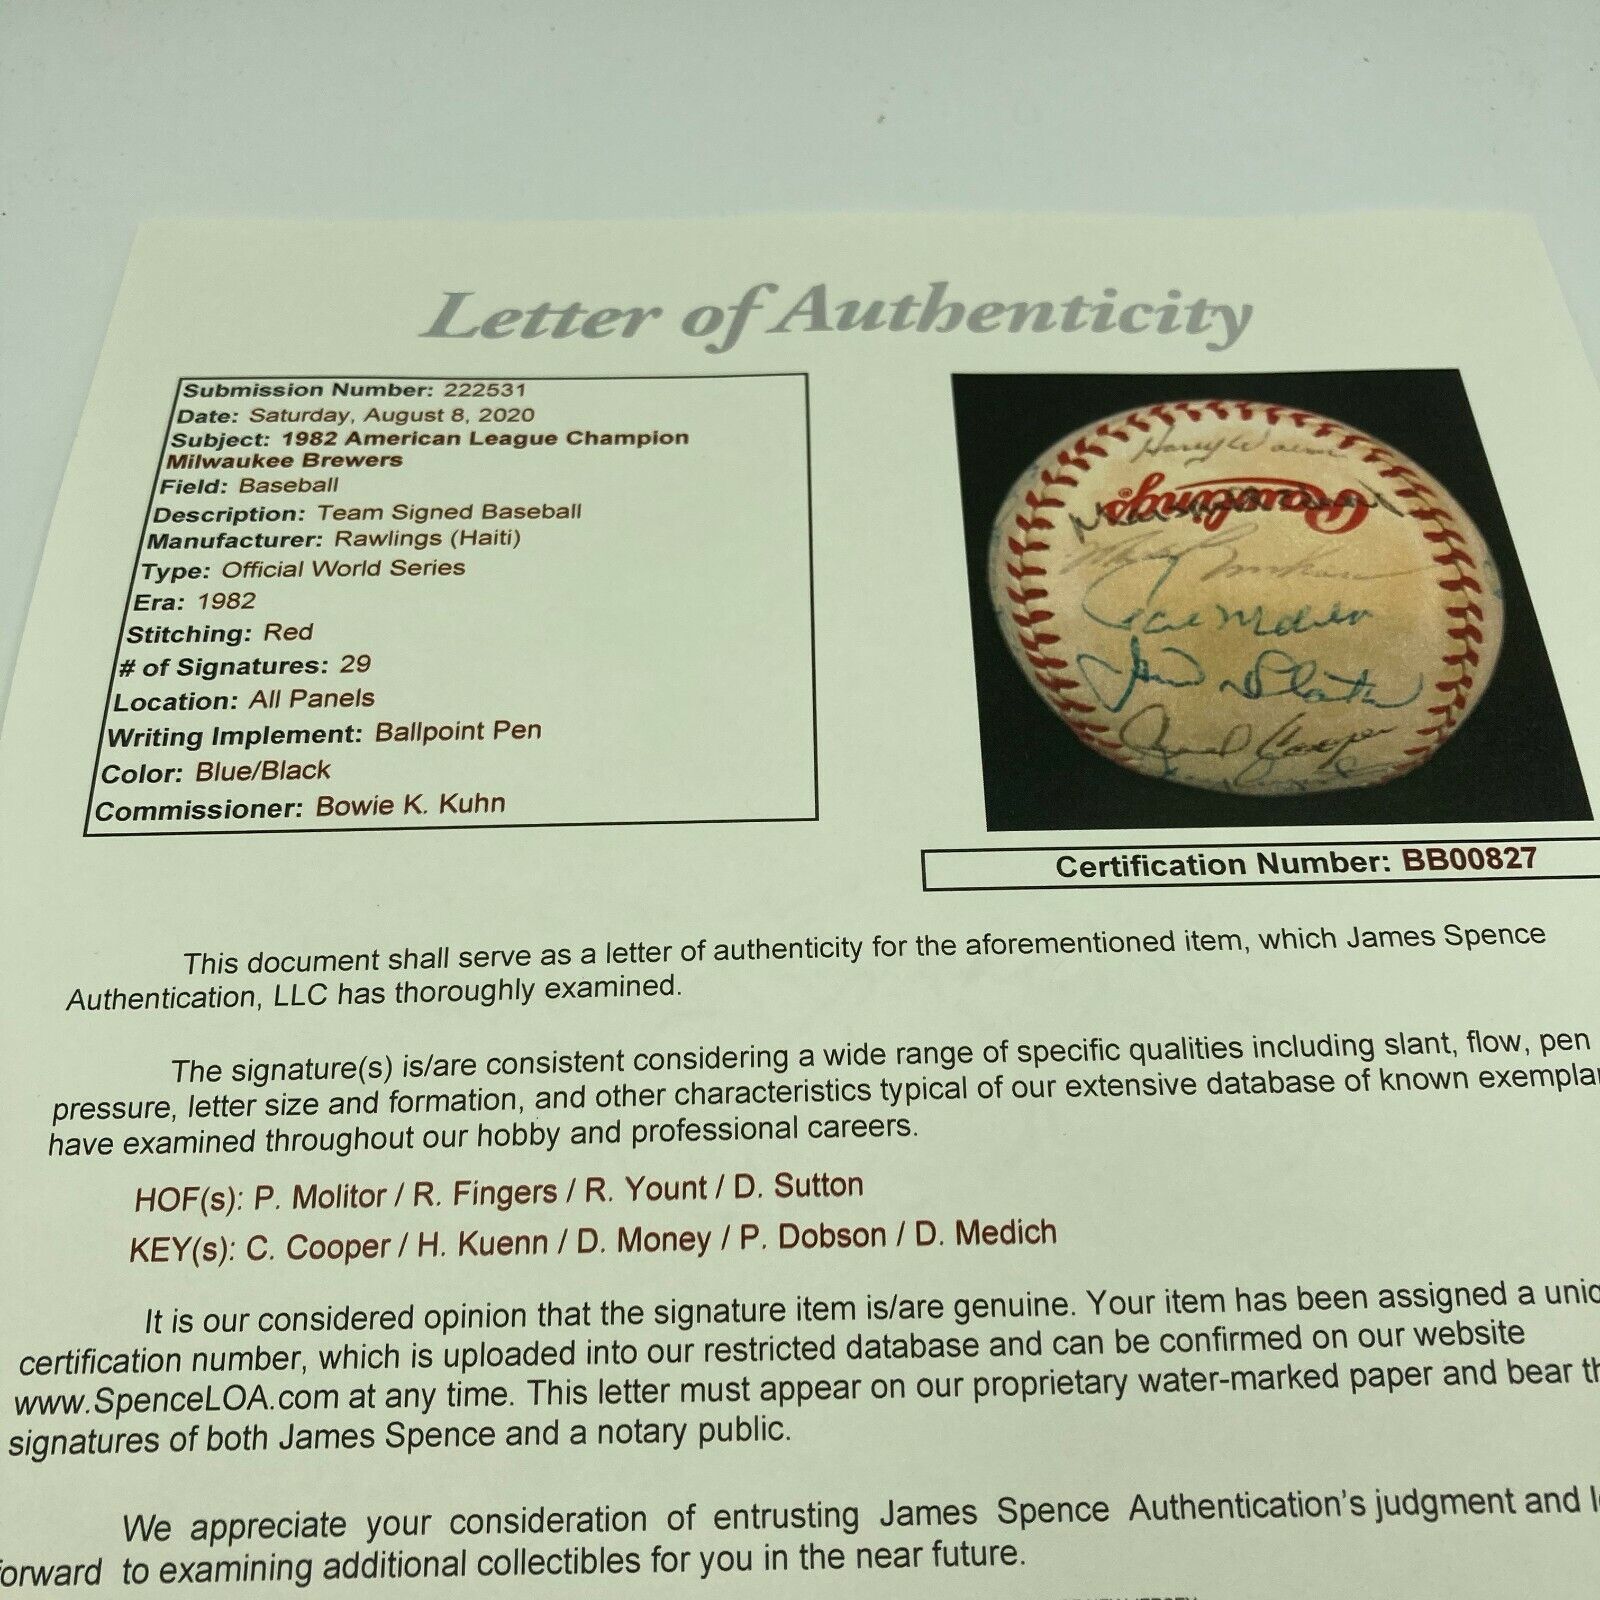 Letter of Authenticity
Submission Number: 222531
Date: Saturday, August 8, 2020
Subject: 1982 American League Champion
Milwaukee Brewers
Field: Baseball
Description: Team Signed Baseball
Manufacturer: Rawlings (Haiti)
Type: Official World Series
Era: 1982
Stitching: Red
# of Signatures: 29
Location: All Panels
Writing Implement: Ballpoint Pen
Color: Blue/Black
Commissioner: Bowie K. Kuhn
Harry
Rawlings®
Paul Molitor
Cooper
Certification Number: BB00827
This document shall serve as a letter of authenticity for the aforementioned item, which James Spence
Authentication, LLC has thoroughly examined.
The signature(s) is/are consistent considering a wide range of specific qualities including slant, flow, pen
pressure, letter size and formation, and other characteristics typical of our extensive database of known exempla
have examined throughout our hobby and professional careers.
HOF(s): P. Molitor / R. Fingers / R. Yount / D. Sutton
KEY(s): C. Cooper / H. Kuenn / D. Money / P. Dobson / D. Medich
It is our considered opinion that the signature item is/are genuine. Your item has been assigned a uniq
certification number, which is uploaded into our restricted database and can be confirmed on our website
www.SpenceLOA.com at any time. This letter must appear on our proprietary water-marked paper and bear th
signatures of both James Spence and a notary public.
We appreciate your consideration of entrusting James Spence Authentication's judgment and l
orward to examining additional collectibles for you in the near future.